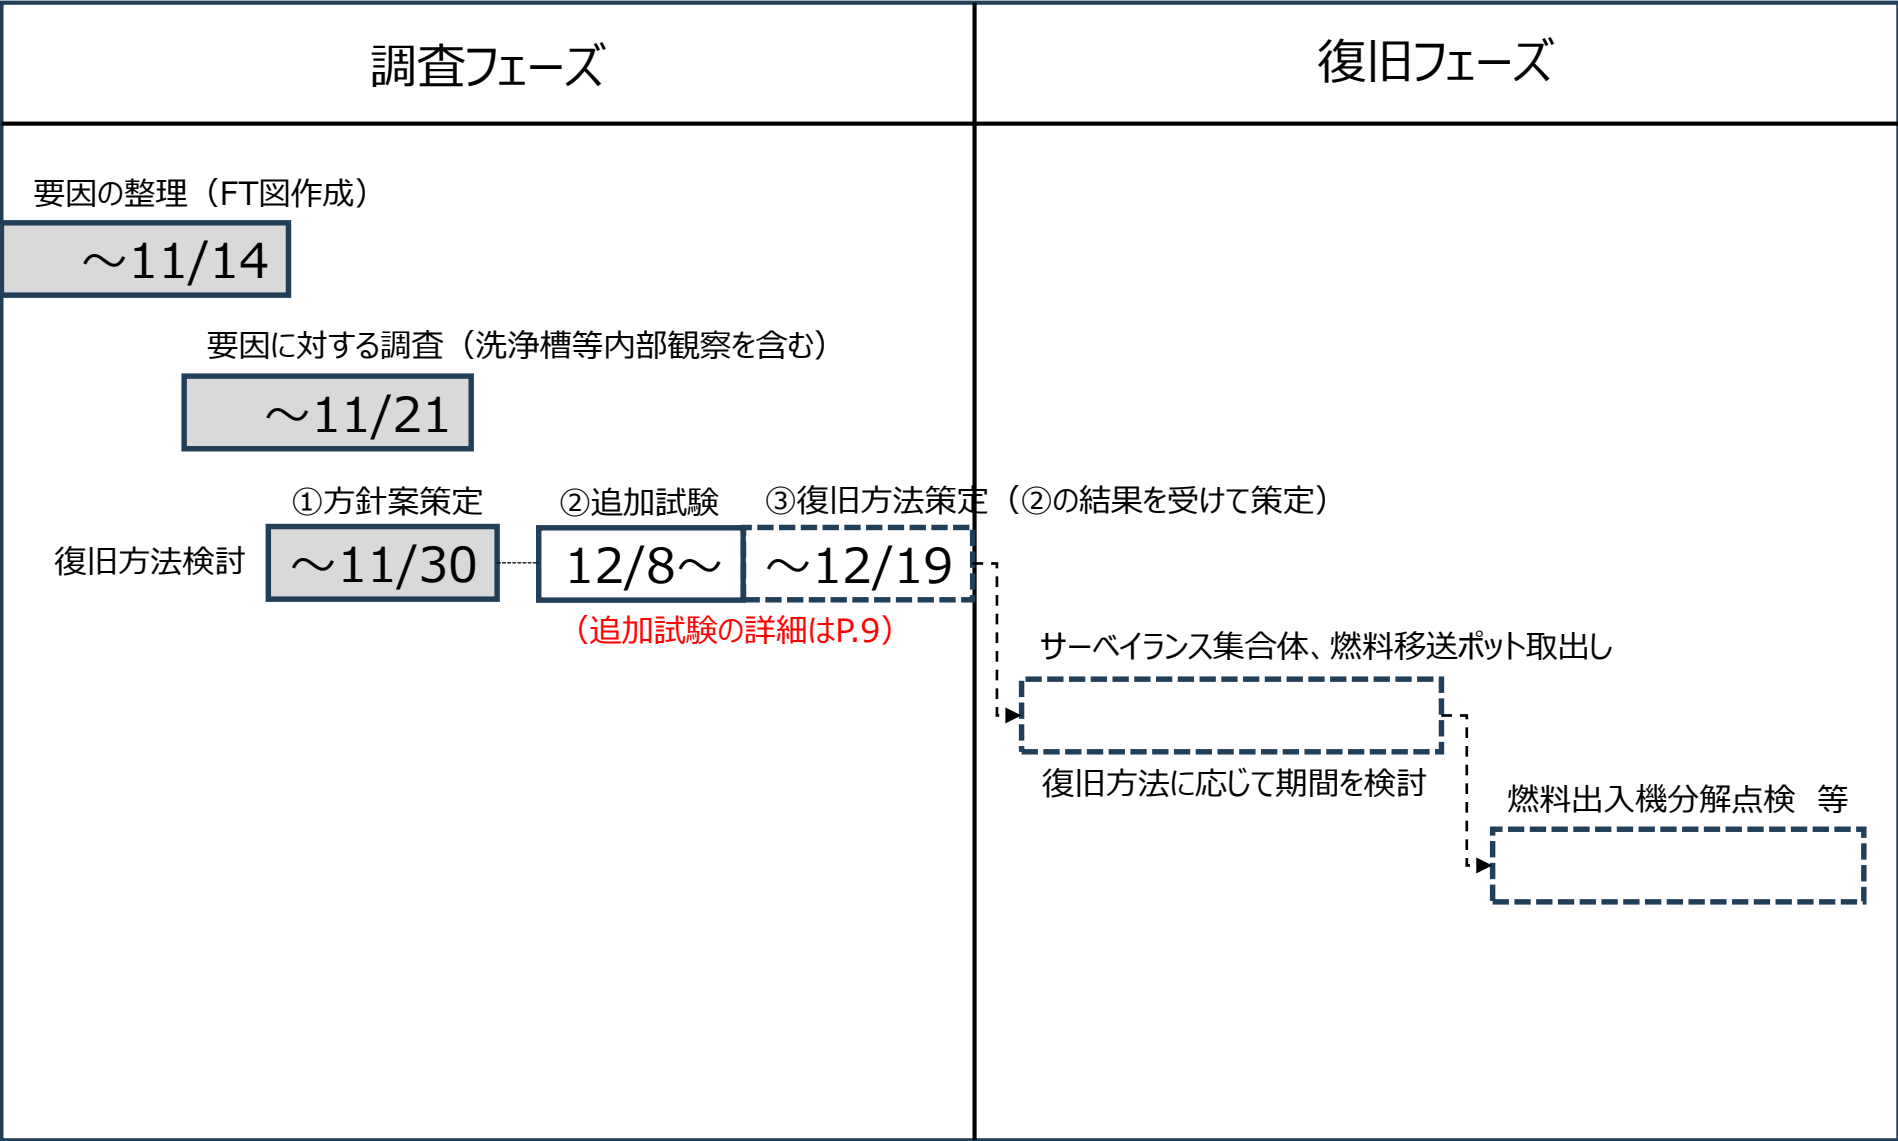 調査フェーズ
復旧フェーズ
要因の整理（FT図作成）
～11/14
要因に対する調査（洗浄槽等内部観察を含む）
～11/21
①方針案策定
②追加試験
③復旧方法策定（②の結果を受けて策定）
復旧方法検討
～11/30
12/8～
～12/19
（追加試験の詳細はP.9）
サーベイランス集合体、燃料移送ポット取出し
復旧方法に応じて期間を検討
燃料出入機分解点検　等